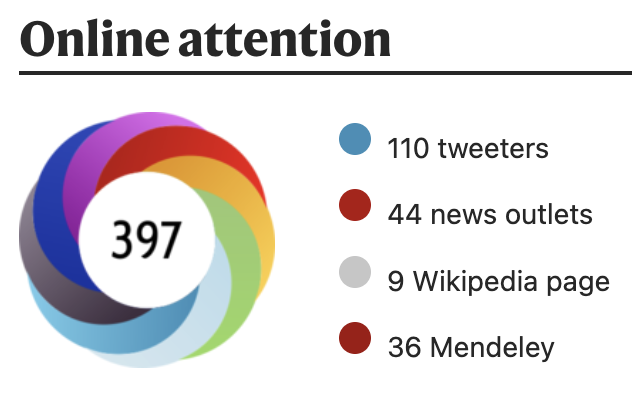 Online attention
397
110 tweeters
44 news outlets
9 Wikipedia page
36 Mendeley